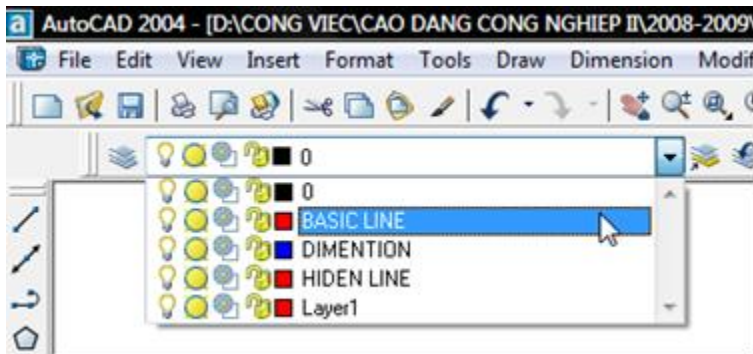 a AutoCAD 2004 - [D:\CONG VIEC\CAO DANG CONG NGHIEP II\2008-2009\
File Edit View Insert Format Tools Draw Dimension Modif
0
0
BASIC LINE
DIMENTION
HIDEN LINE
Layer1